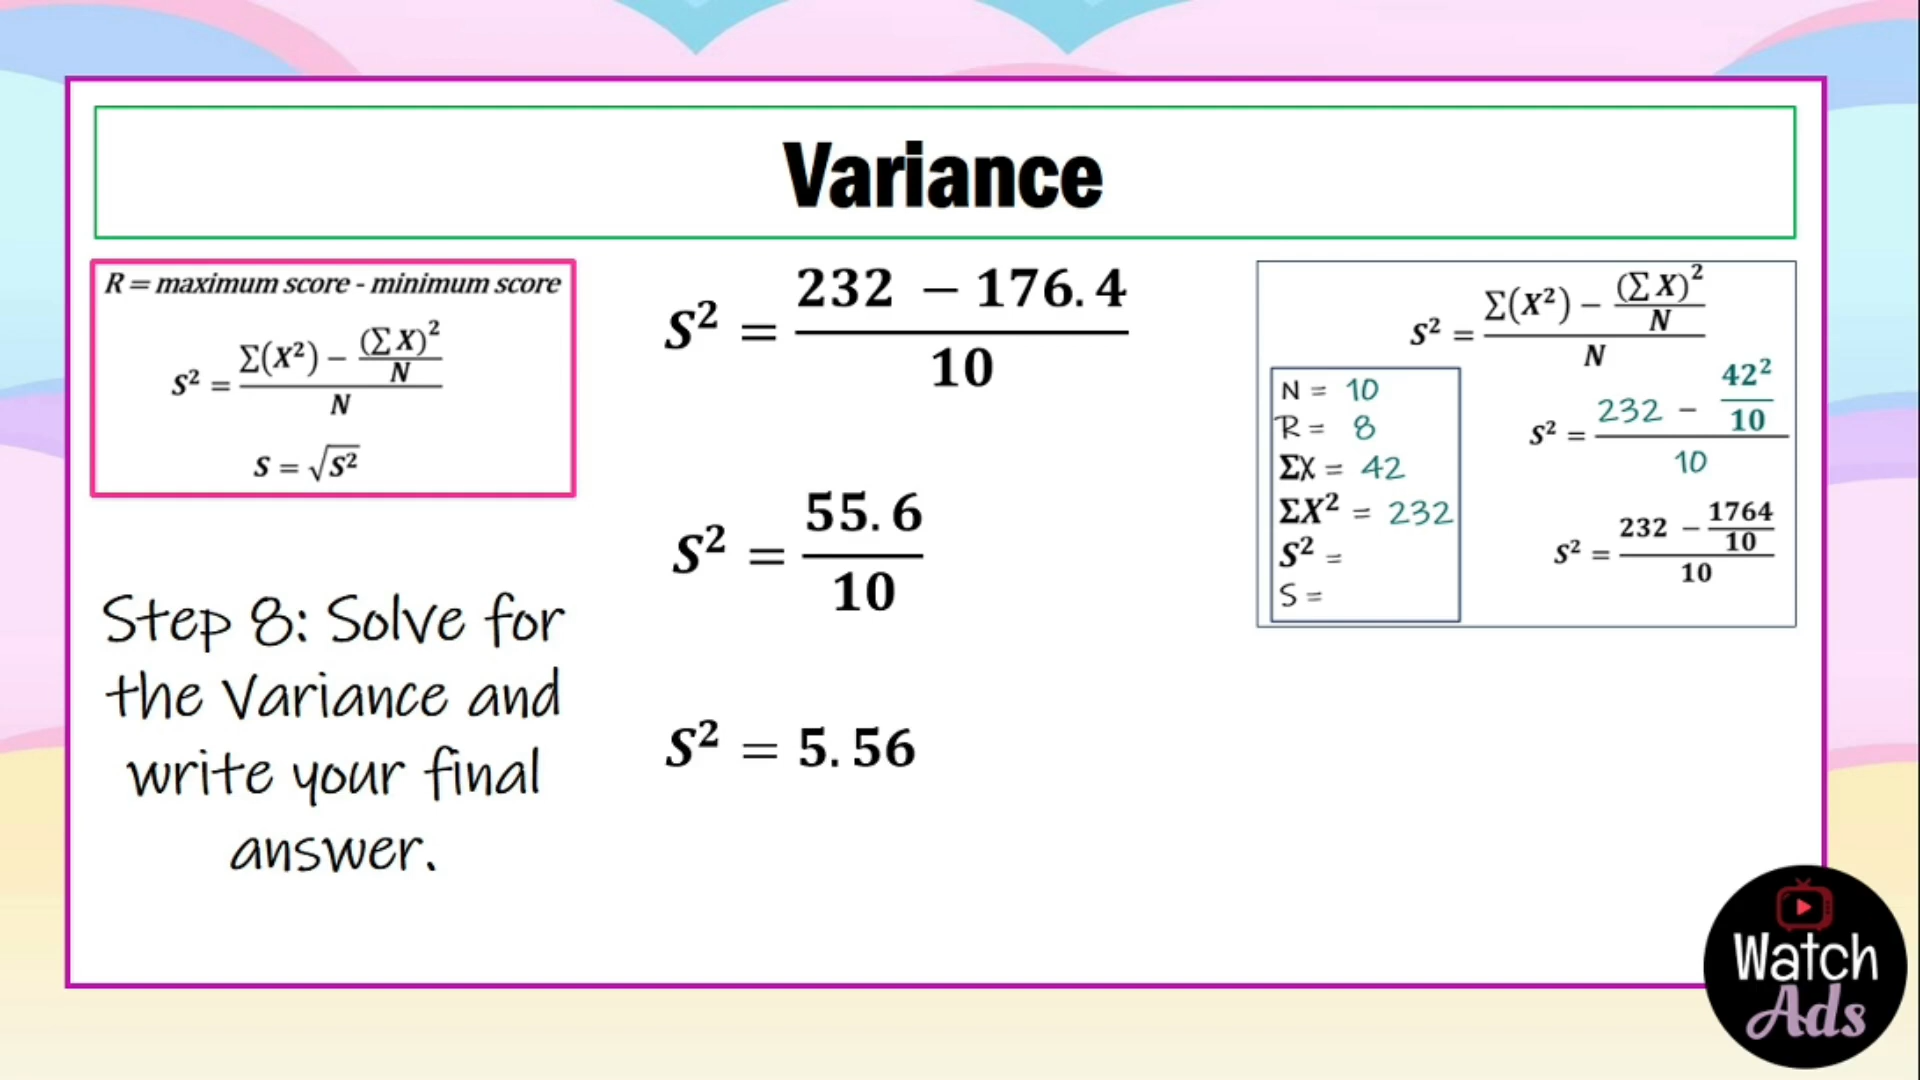 Variance
R = maximum score - minimum score
S² = (Σ(X²) − (ΣX)²/N)/N
S = √S²
Step 8: Solve for
the Variance and
write your final
answer.
S² = (232 − 176.4)/10
S² = 55.6/10
S² = 5.56
S² = (Σ(X²) − (ΣX)²/N)/N
N = 10
R = 8
ΣX = 42
ΣX² = 232
S² =
S =
S² = (232 − 42²/10)/10
S² = (232 − 1764/10)/10
Watch
Ads